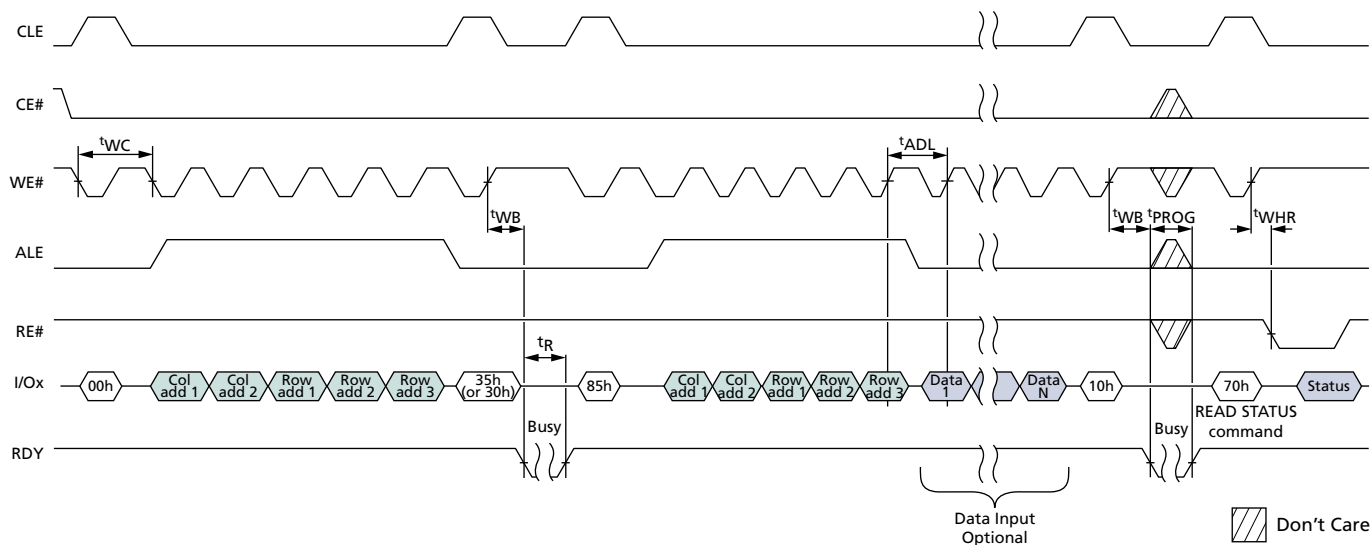 CLE
CE#
tWC
tADL
WE#
tWB
tWB
tPROG
tWHR
ALE
RE#
tR
I/Ox
00h
Col add 1
Col add 2
Row add 1
Row add 2
Row add 3
35h (or 30h)
85h
Col add 1
Col add 2
Row add 1
Row add 2
Row add 3
Data 1
Data N
10h
70h
Status
READ STATUS command
Busy
Busy
RDY
Data Input
Optional
Don't Care